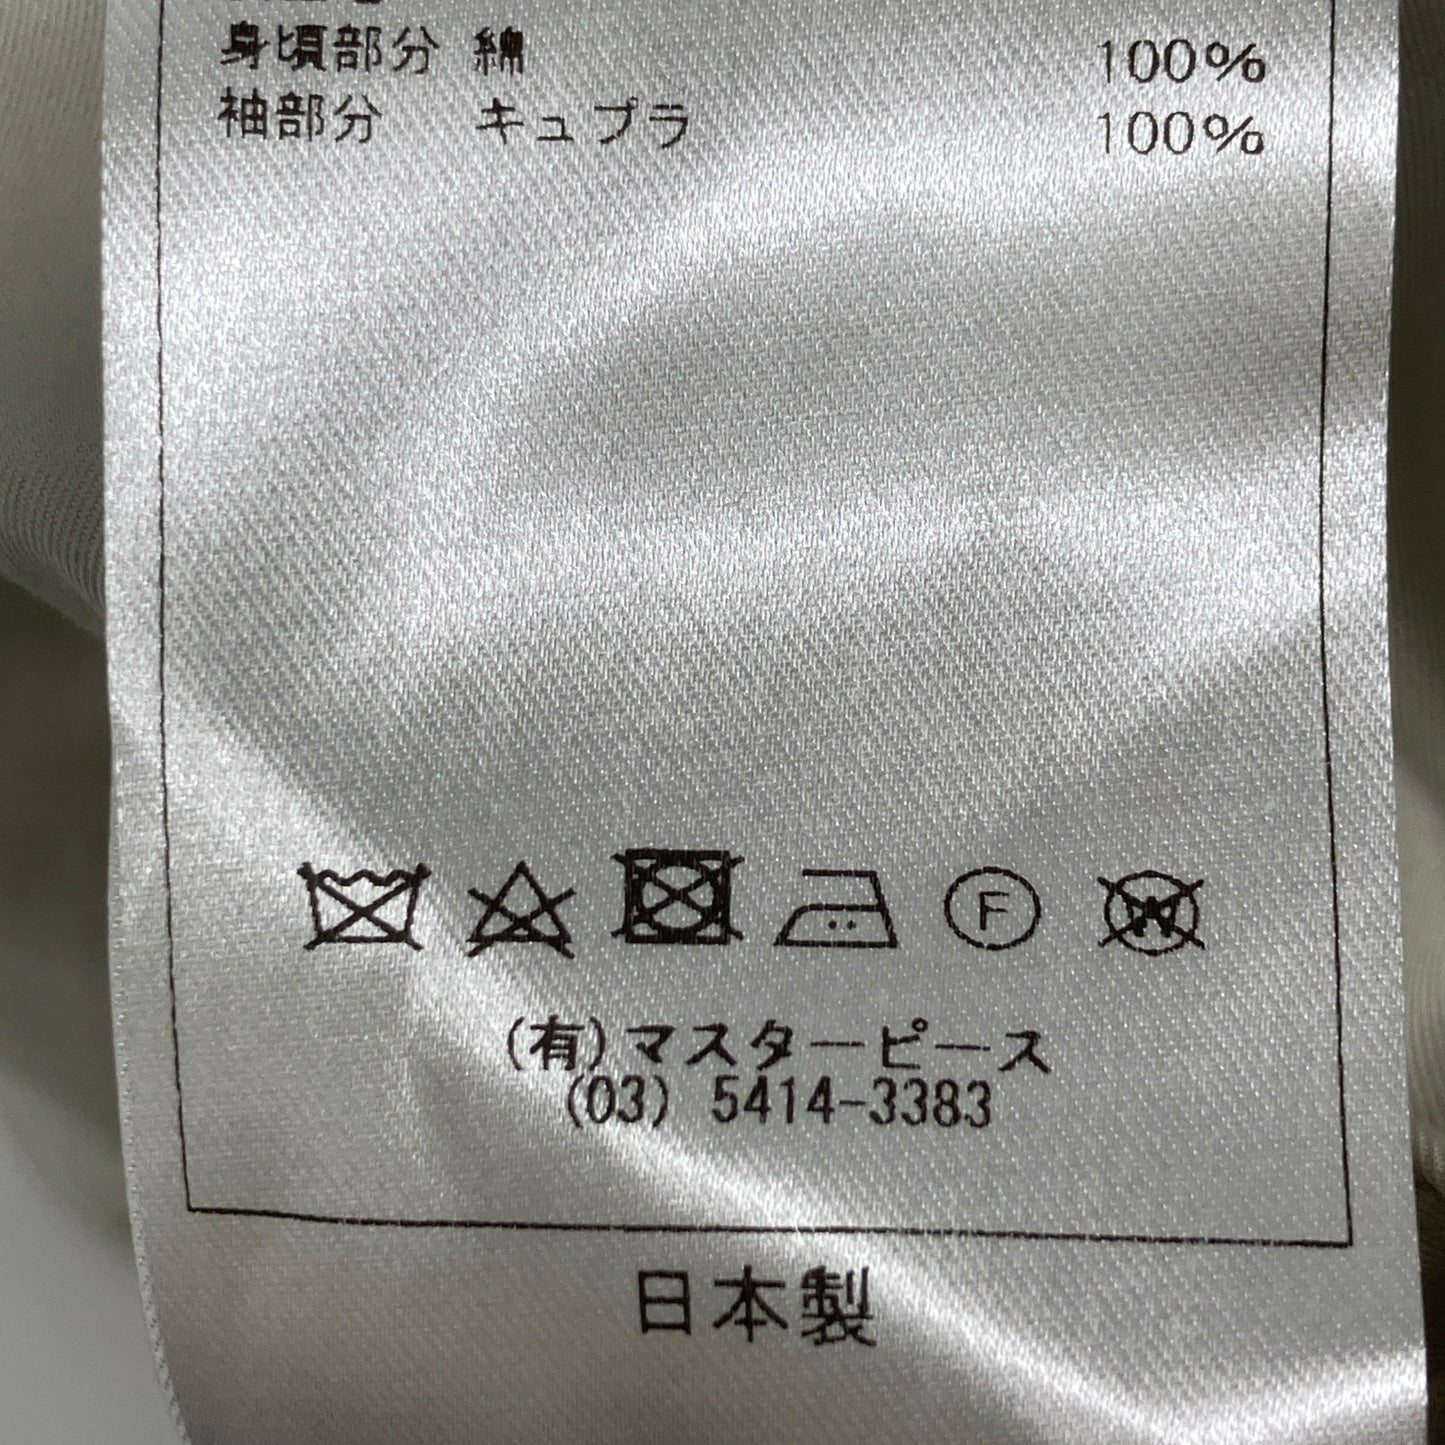 身頃部分 綿 100%
袖部分 キュプラ 100%
F
W
(有)マスターピース
(03) 5414-3383
日本製